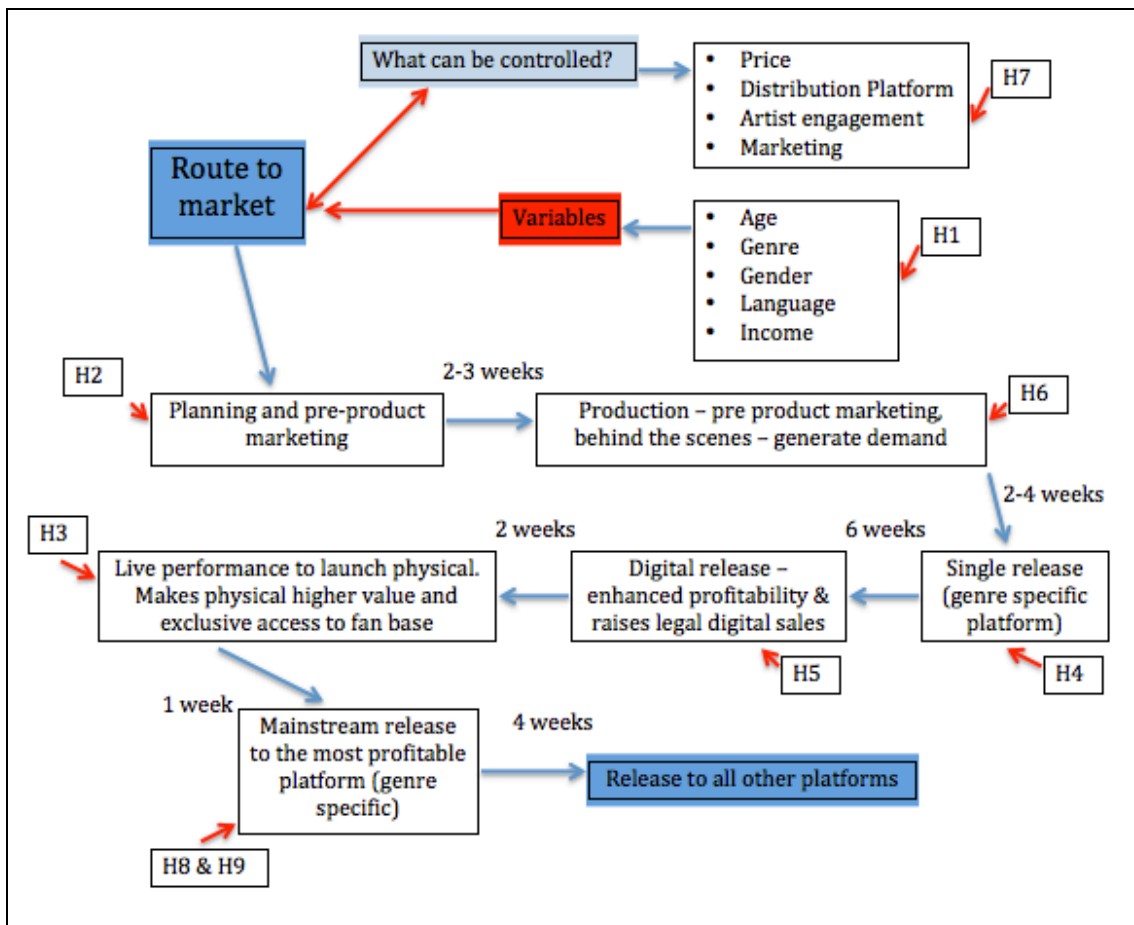 What can be controlled?
• Price
• Distribution Platform
• Artist engagement
• Marketing
H7
Route to
market
Variables
• Age
• Genre
• Gender
• Language
• Income
H1
H2
Planning and pre-product
marketing
2-3 weeks
Production – pre product marketing,
behind the scenes – generate demand
H6
2-4 weeks
Single release
(genre specific
platform)
H4
6 weeks
Digital release –
enhanced profitability &
raises legal digital sales
H5
2 weeks
H3
Live performance to launch physical.
Makes physical higher value and
exclusive access to fan base
1 week
Mainstream release
to the most profitable
platform (genre
specific)
H8 & H9
4 weeks
Release to all other platforms